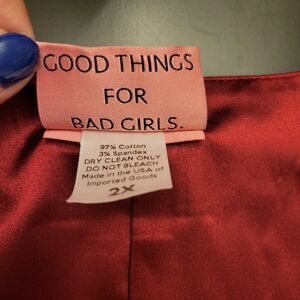 GOOD THINGS
FOR
BAD GIRLS.
97% Cotton
3% Spandex
DRY CLEAN ONLY
DO NOT BLEACH
Made in the USA of
Imported Goods
2X